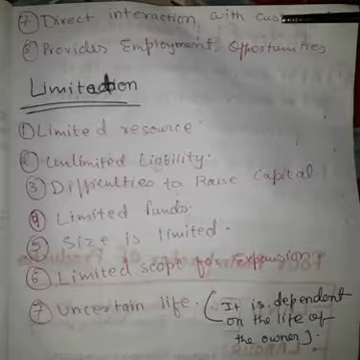 ⑦ Direct interaction with
⑧ Provides Employment Opportunities
Limitation
① Limited resource
② Unlimited Liability.
③ Difficulties to Raise Capital.
④ Limited funds.
⑤ Size is limited.
⑥ Limited scope for Expansion
⑦ Uncertain life. (It is dependent
on the life of
the owner).